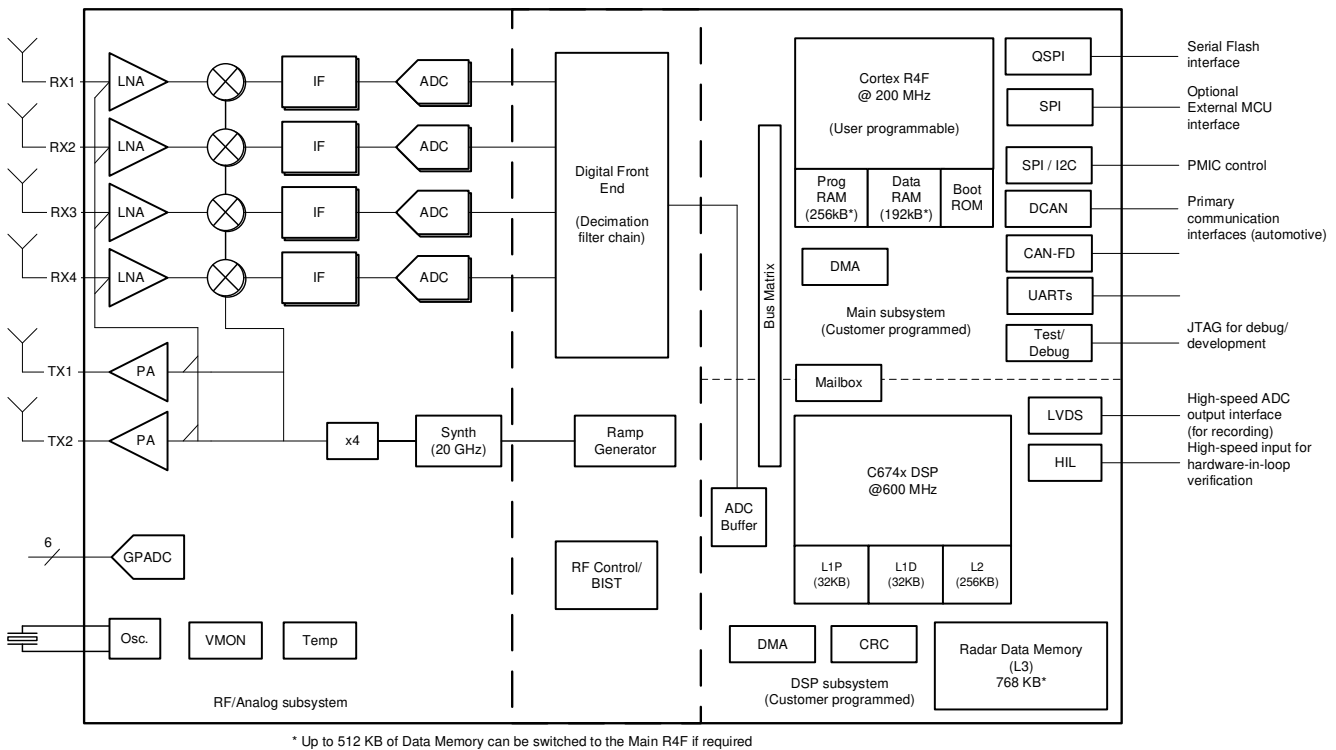 RX1
LNA
IF
ADC
RX2
LNA
IF
ADC
RX3
LNA
IF
ADC
RX4
LNA
IF
ADC
TX1
PA
TX2
PA
x4
Synth
(20 GHz)
6
GPADC
Osc.
VMON
Temp
RF/Analog subsystem
Digital Front
End
(Decimation
filter chain)
Ramp
Generator
RF Control/
BIST
ADC
Buffer
Bus Matrix
Cortex R4F
@ 200 MHz
(User programmable)
Prog
RAM
(256kB*)
Data
RAM
(192kB*)
Boot
ROM
DMA
Main subsystem
(Customer programmed)
Mailbox
QSPI
Serial Flash
interface
SPI
Optional
External MCU
interface
SPI / I2C
PMIC control
DCAN
Primary
communication
interfaces (automotive)
CAN-FD
UARTs
Test/
Debug
JTAG for debug/
development
LVDS
High-speed ADC
output interface
(for recording)
HIL
High-speed input for
hardware-in-loop
verification
C674x DSP
@600 MHz
L1P
(32KB)
L1D
(32KB)
L2
(256KB)
DMA
CRC
Radar Data Memory
(L3)
768 KB*
DSP subsystem
(Customer programmed)
* Up to 512 KB of Data Memory can be switched to the Main R4F if required